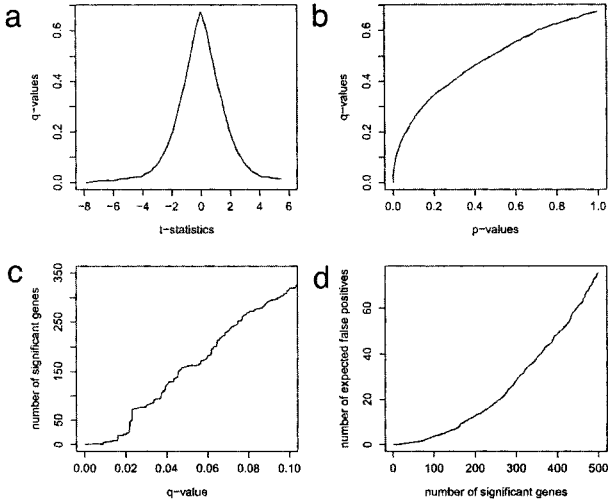 a
q-values
0.0 0.2 0.4 0.6
-8 -6 -4 -2 0 2 4 6
t-statistics
b
q-values
0.0 0.2 0.4 0.6
0.0 0.2 0.4 0.6 0.8 1.0
p-values
c
number of significant genes
0 50 150 250 350
0.00 0.02 0.04 0.06 0.08 0.10
q-value
d
number of expected false positives
0 20 40 60
0 100 200 300 400 500
number of significant genes